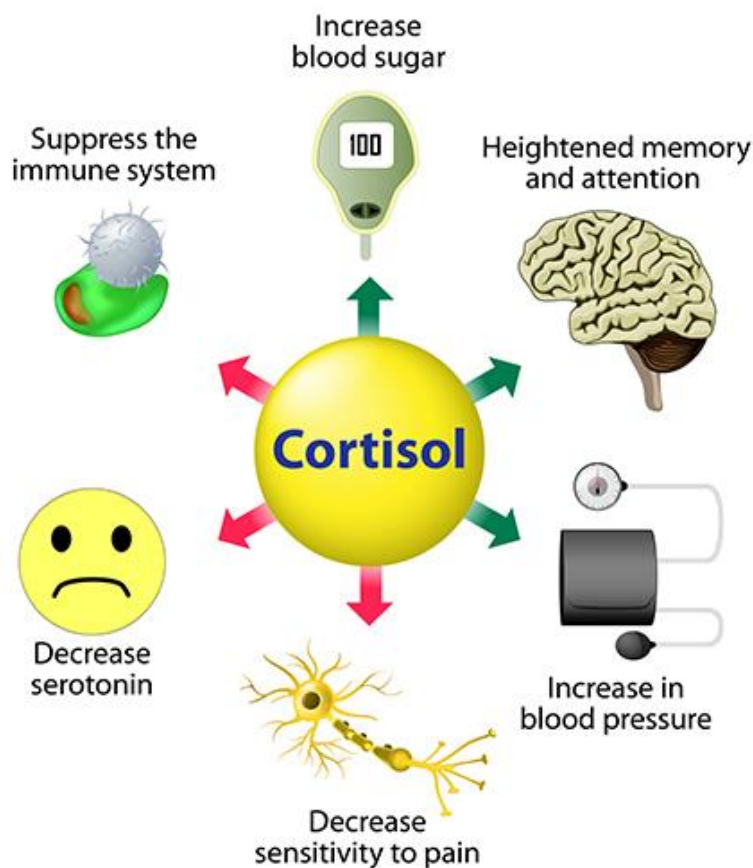 Increase
blood sugar
100
Suppress the
immune system
Heightened memory
and attention
Cortisol
Decrease
serotonin
Increase in
blood pressure
Decrease
sensitivity to pain